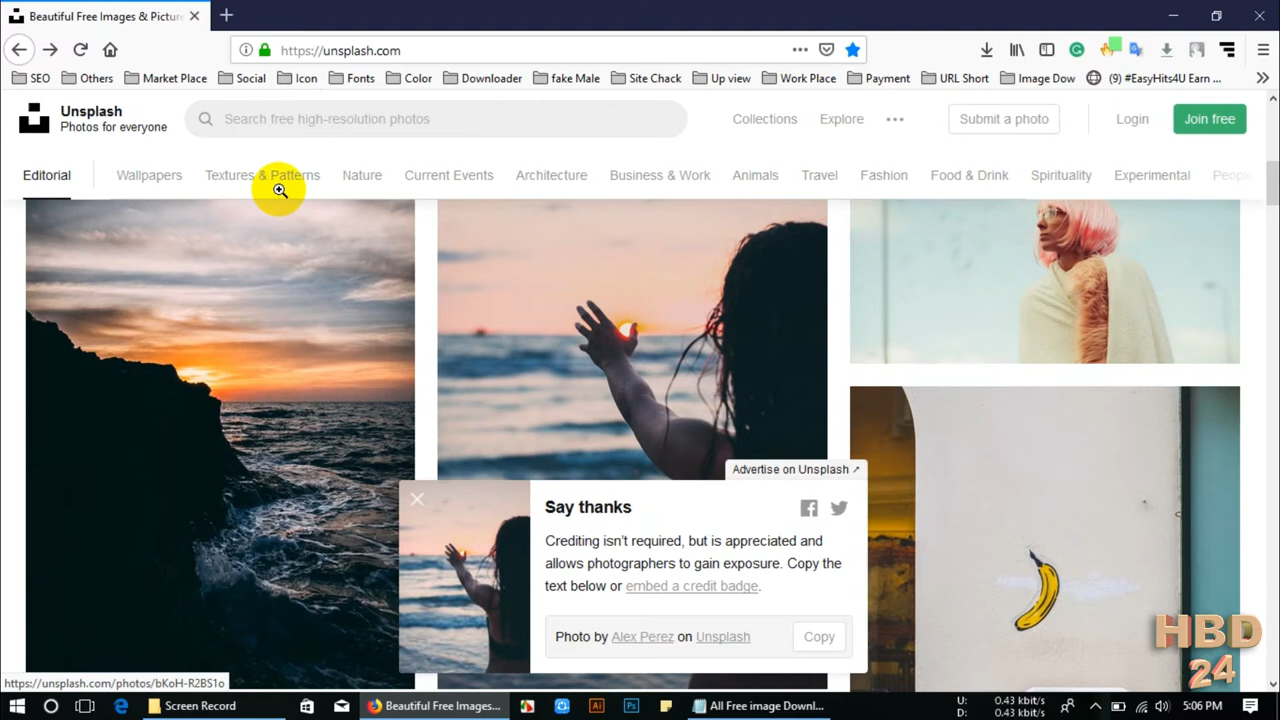 Beautiful Free Images & Picture
https://unsplash.com
SEO Others Market Place Social Icon Fonts Color Downloader fake Male Site Chack Up view Work Place Payment URL Short Image Dow (9) #EasyHits4U Earn ...
Unsplash
Photos for everyone
Search free high-resolution photos
Collections Explore Submit a photo Login Join free
Editorial Wallpapers Textures & Patterns Nature Current Events Architecture Business & Work Animals Travel Fashion Food & Drink Spirituality Experimental People
Advertise on Unsplash
Say thanks
Crediting isn't required, but is appreciated and
allows photographers to gain exposure. Copy the
text below or embed a credit badge.
Photo by Alex Perez on Unsplash Copy
HBD
24
https://unsplash.com/photos/bKoH-R2BS1o
Screen Record Beautiful Free Images... Ai Ps All Free image Downl... U: 0.43 kbit/s
D: 0.43 kbit/s
5:06 PM